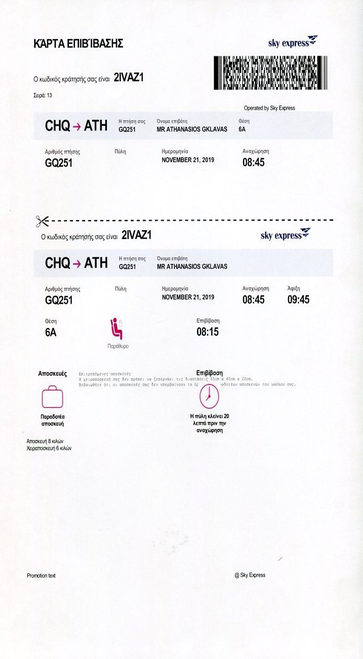 ΚΆΡΤΑ ΕΠΙΒΊΒΑΣΗΣ
sky express
Ο κωδικός κράτησής σας είναι 2IVAZ1
Σειρά: 13
Operated by Sky Express
CHQ → ATH
Η πτήση σας
GQ251
Όνομα επιβάτη
MR ATHANASIOS GKLAVAS
Θέση
6A
Αριθμός πτήσης
GQ251
Πύλη
Ημερομηνία
NOVEMBER 21, 2019
Αναχώρηση
08:45
Ο κωδικός κράτησής σας είναι 2IVAZ1
sky express
CHQ → ATH
Η πτήση σας
GQ251
Όνομα επιβάτη
MR ATHANASIOS GKLAVAS
Αριθμός πτήσης
GQ251
Πύλη
Ημερομηνία
NOVEMBER 21, 2019
Αναχώρηση
08:45
Άφιξη
09:45
Θέση
6A
Παράθυρο
Επιβίβαση
08:15
Αποσκευές
Επιβίβαση
Παραδοτέα
αποσκευή
Η πύλη κλείνει 20
λεπτά πριν την
αναχώρηση
Αποσκευή 8 κιλών
Χειραποσκευή 6 κιλών
Promotion text
@ Sky Express